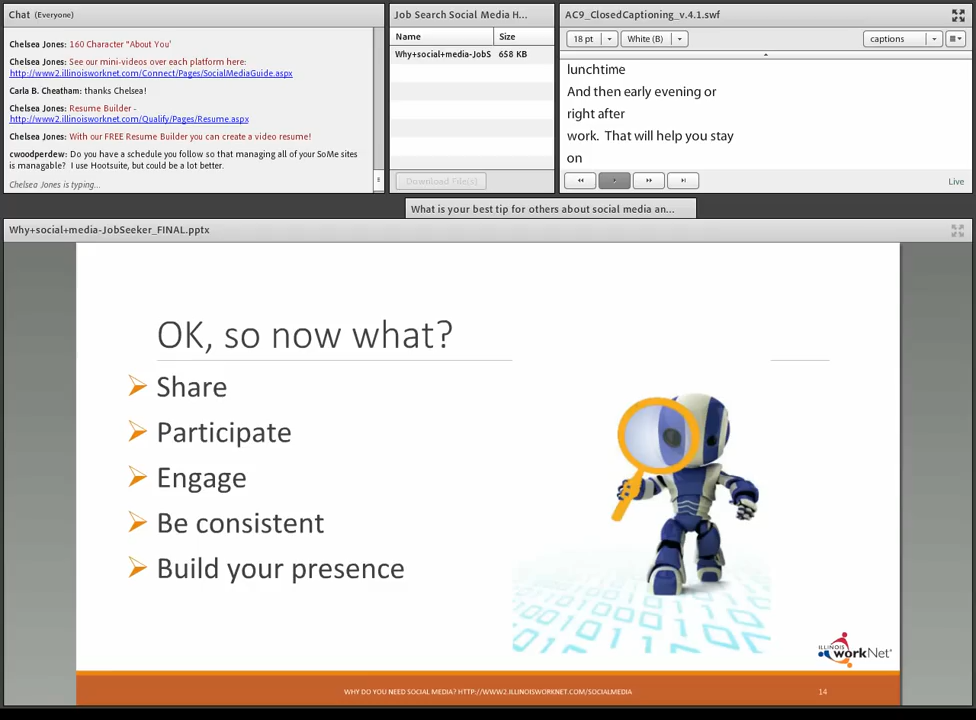 Chat (Everyone)
Chelsea Jones: 160 Character "About You'
Chelsea Jones: See our mini-videos over each platform here:
http://www2.illinoisworknet.com/Connect/Pages/SocialMediaGuide.aspx
Carla B. Cheatham: thanks Chelsea!
Chelsea Jones: Resume Builder -
http://www2.illinoisworknet.com/Qualify/Pages/Resume.aspx
Chelsea Jones: With our FREE Resume Builder you can create a video resume!
cwoodperdew: Do you have a schedule you follow so that managing all of your SoMe sites
is managable?  I use Hootsuite, but could be a lot better.
Chelsea Jones is typing...
Job Search Social Media H...
Name Size
Why+social+media-JobS 658 KB
Download File(s)
AC9_ClosedCaptioning_v.4.1.swf
18 pt White (B) captions
lunchtime
And then early evening or
right after
work.  That will help you stay
on
Live
What is your best tip for others about social media an...
Why+social+media-JobSeeker_FINAL.pptx
OK, so now what?
Share
Participate
Engage
Be consistent
Build your presence
0101
ILLINOIS
workNet
WHY DO YOU NEED SOCIAL MEDIA? HTTP://WWW2.ILLINOISWORKNET.COM/SOCIALMEDIA
14